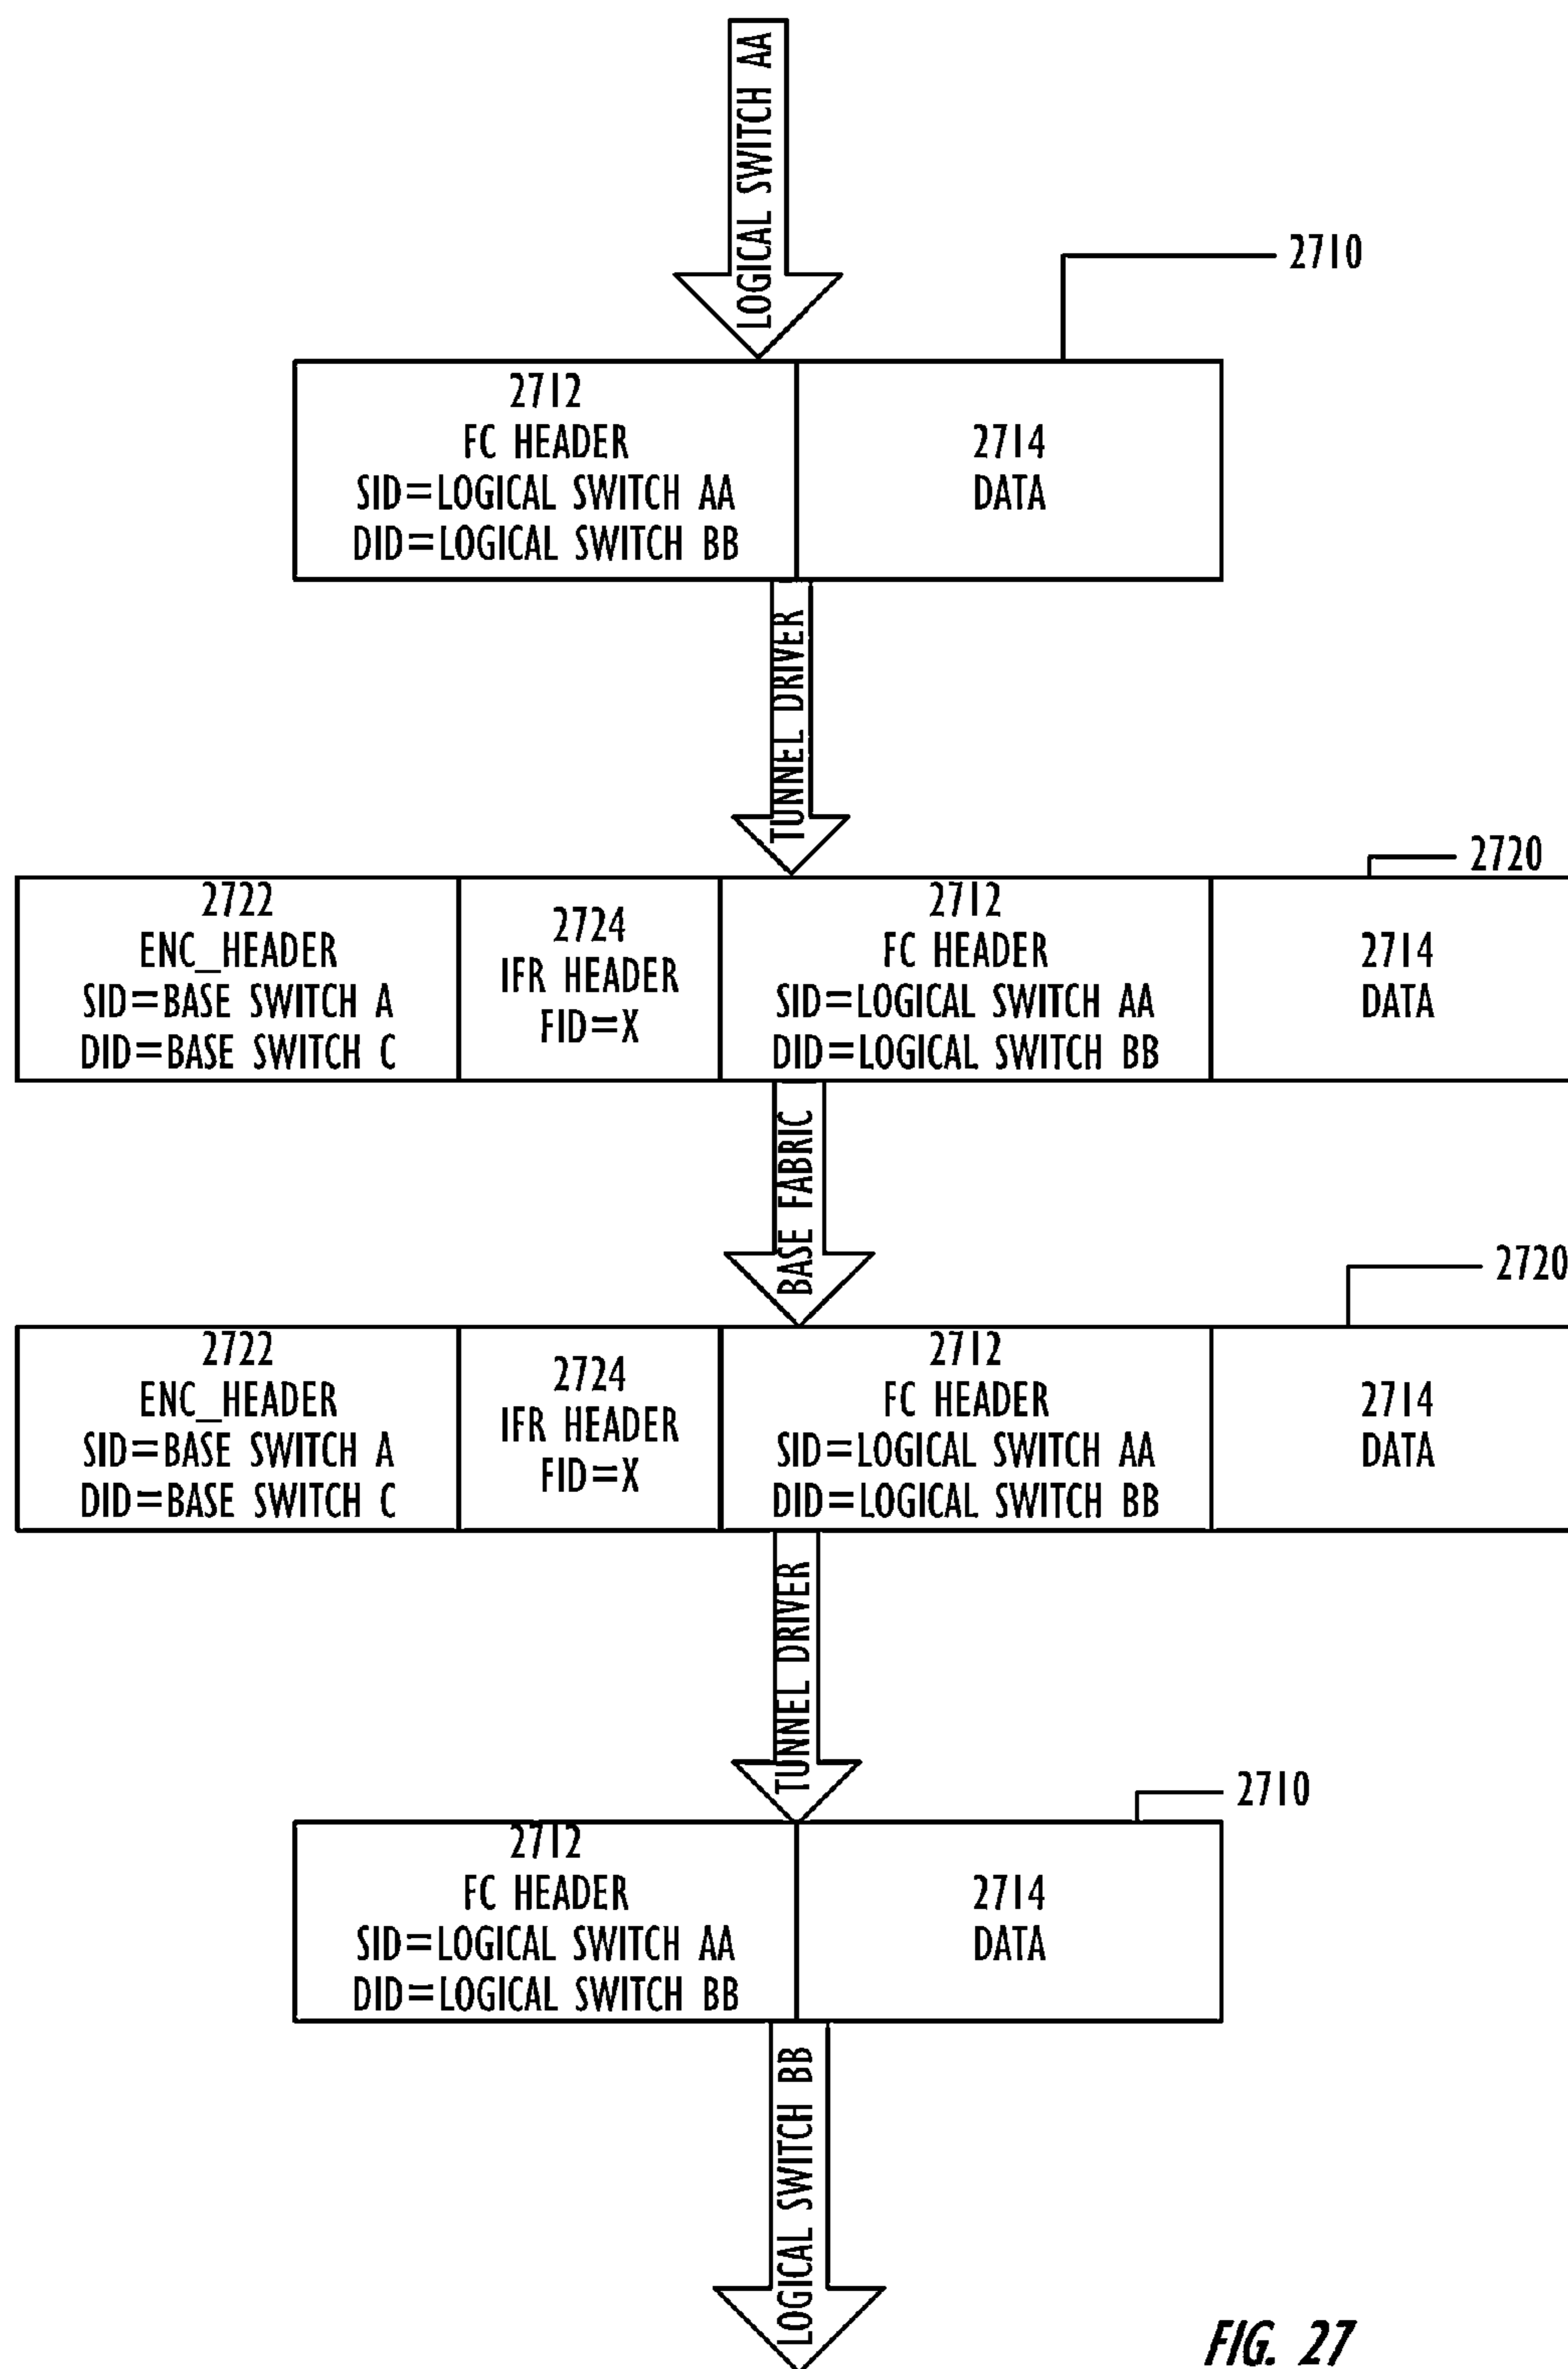 LOGICAL SWITCH AA
2710
2712
FC HEADER
SID=LOGICAL SWITCH AA
DID=LOGICAL SWITCH BB
2714
DATA
TUNNEL DRIVER
2720
2722
ENC_HEADER
SID=BASE SWITCH A
DID=BASE SWITCH C
2724
IFR HEADER
FID=X
2712
FC HEADER
SID=LOGICAL SWITCH AA
DID=LOGICAL SWITCH BB
2714
DATA
BASE FABRIC
2720
2722
ENC_HEADER
SID=BASE SWITCH A
DID=BASE SWITCH C
2724
IFR HEADER
FID=X
2712
FC HEADER
SID=LOGICAL SWITCH AA
DID=LOGICAL SWITCH BB
2714
DATA
TUNNEL DRIVER
2710
2712
FC HEADER
SID=LOGICAL SWITCH AA
DID=LOGICAL SWITCH BB
2714
DATA
LOGICAL SWITCH BB
FIG. 27